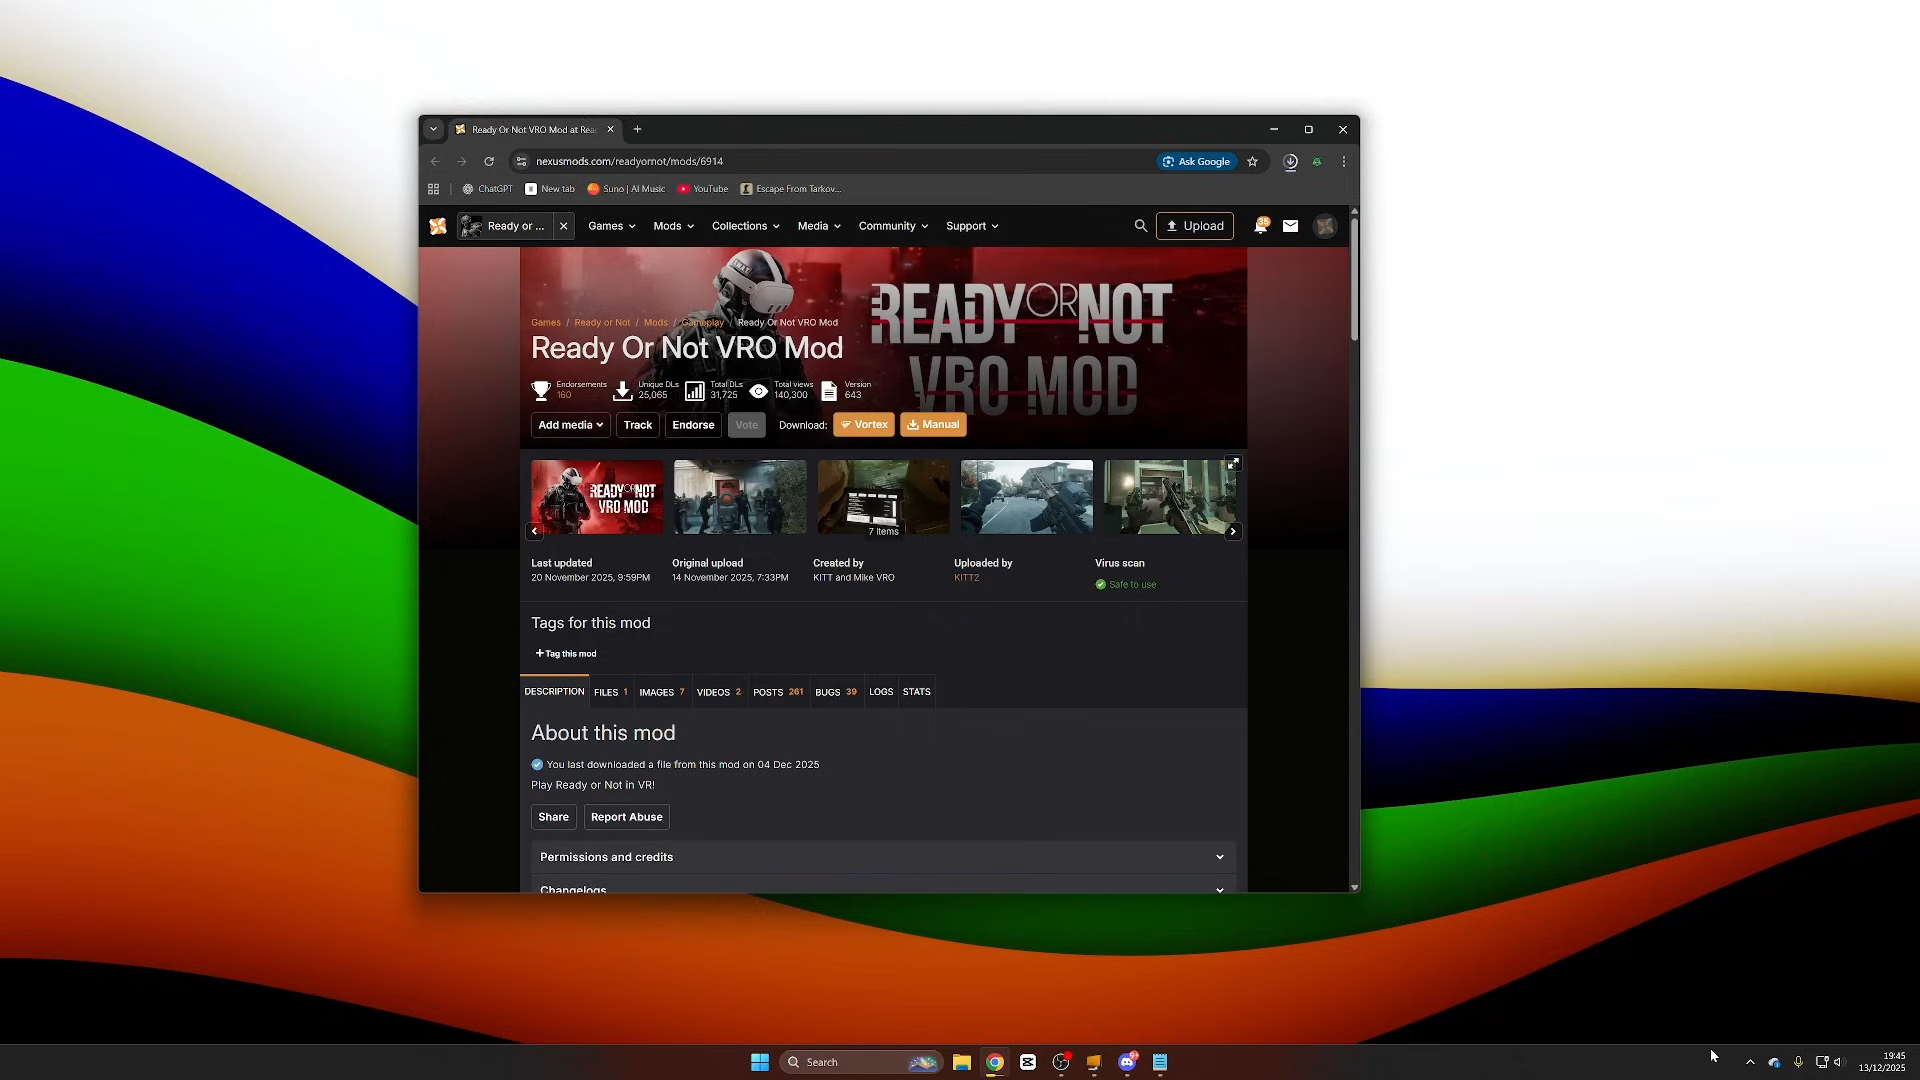 Ready Or Not VRO Mod at Rea
nexusmods.com/readyornot/mods/6914
Ask Google
ChatGPT
New tab
Suno | AI Music
YouTube
Escape From Tarkov...
Ready or ...
Games
Mods
Collections
Media
Community
Support
Upload
35
SWAT
READY OR NOT
VRO MOD
Games / Ready or Not / Mods / Gameplay / Ready Or Not VRO Mod
Ready Or Not VRO Mod
Endorsements
160
Unique DLs
25,065
Total DLs
31,725
Total views
140,300
Version
643
Add media
Track
Endorse
Vote
Download:
Vortex
Manual
READY OR NOT
VRO MOD
7 items
Last updated
20 November 2025, 9:59PM
Original upload
14 November 2025, 7:33PM
Created by
KITT and Mike VRO
Uploaded by
KITT2
Virus scan
Safe to use
Tags for this mod
+ Tag this mod
DESCRIPTION
FILES 1
IMAGES 7
VIDEOS 2
POSTS 261
BUGS 39
LOGS
STATS
About this mod
You last downloaded a file from this mod on 04 Dec 2025
Play Ready or Not in VR!
Share
Report Abuse
Permissions and credits
Changelogs
Search
9+
19:45
13/12/2025